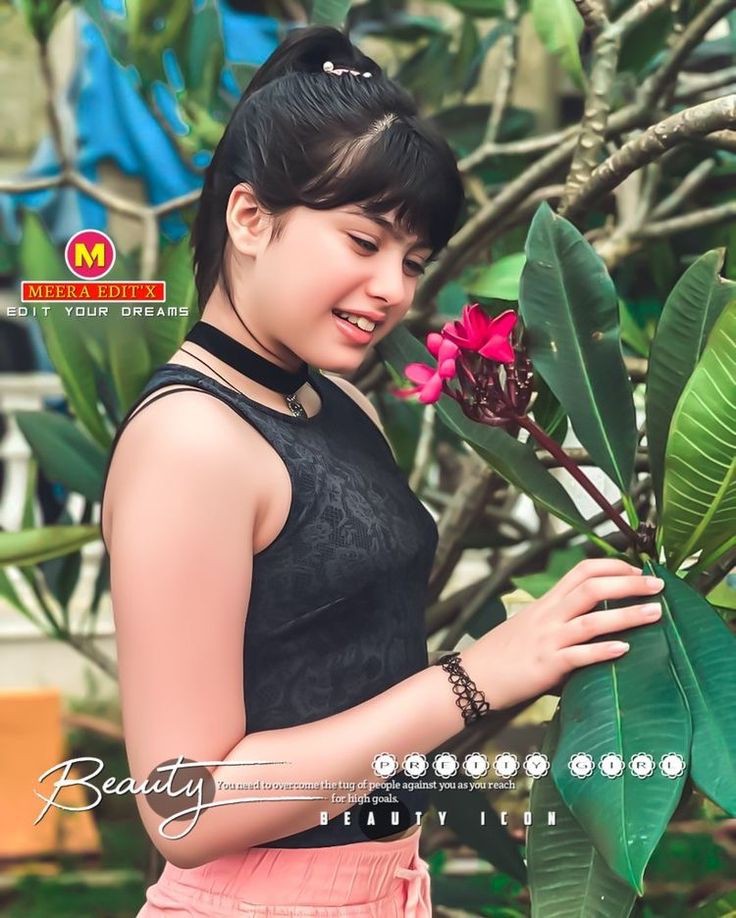 M
MEERA EDIT'X
EDIT YOUR DREAMS
PRETTY GIRL
Beauty
You need to overcome the tug of people against you as you reach
for high goals.
BEAUTY ICON